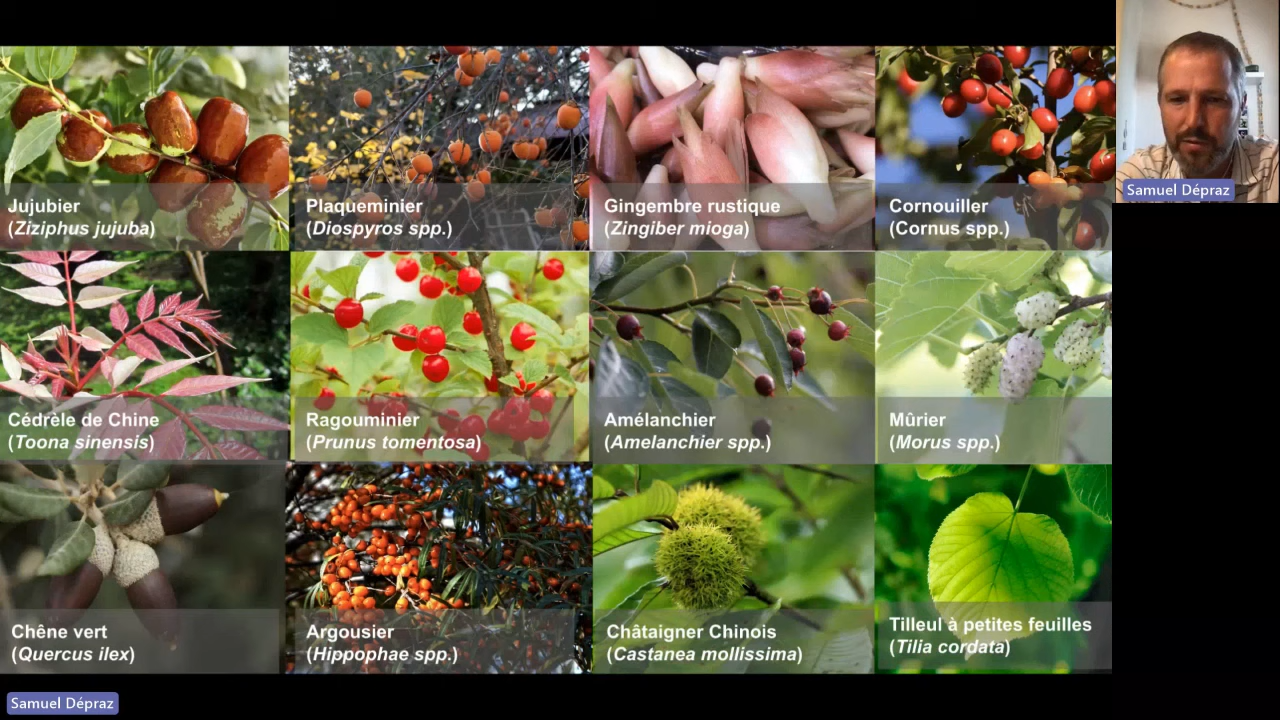 Jujubier
(Ziziphus jujuba)
Plaqueminier
(Diospyros spp.)
Gingembre rustique
(Zingiber mioga)
Cornouiller
(Cornus spp.)
Samuel Dépraz
Cédrèle de Chine
(Toona sinensis)
Ragouminier
(Prunus tomentosa)
Amélanchier
(Amelanchier spp.)
Mûrier
(Morus spp.)
Chêne vert
(Quercus ilex)
Argousier
(Hippophae spp.)
Châtaigner Chinois
(Castanea mollissima)
Tilleul à petites feuilles
(Tilia cordata)
Samuel Dépraz